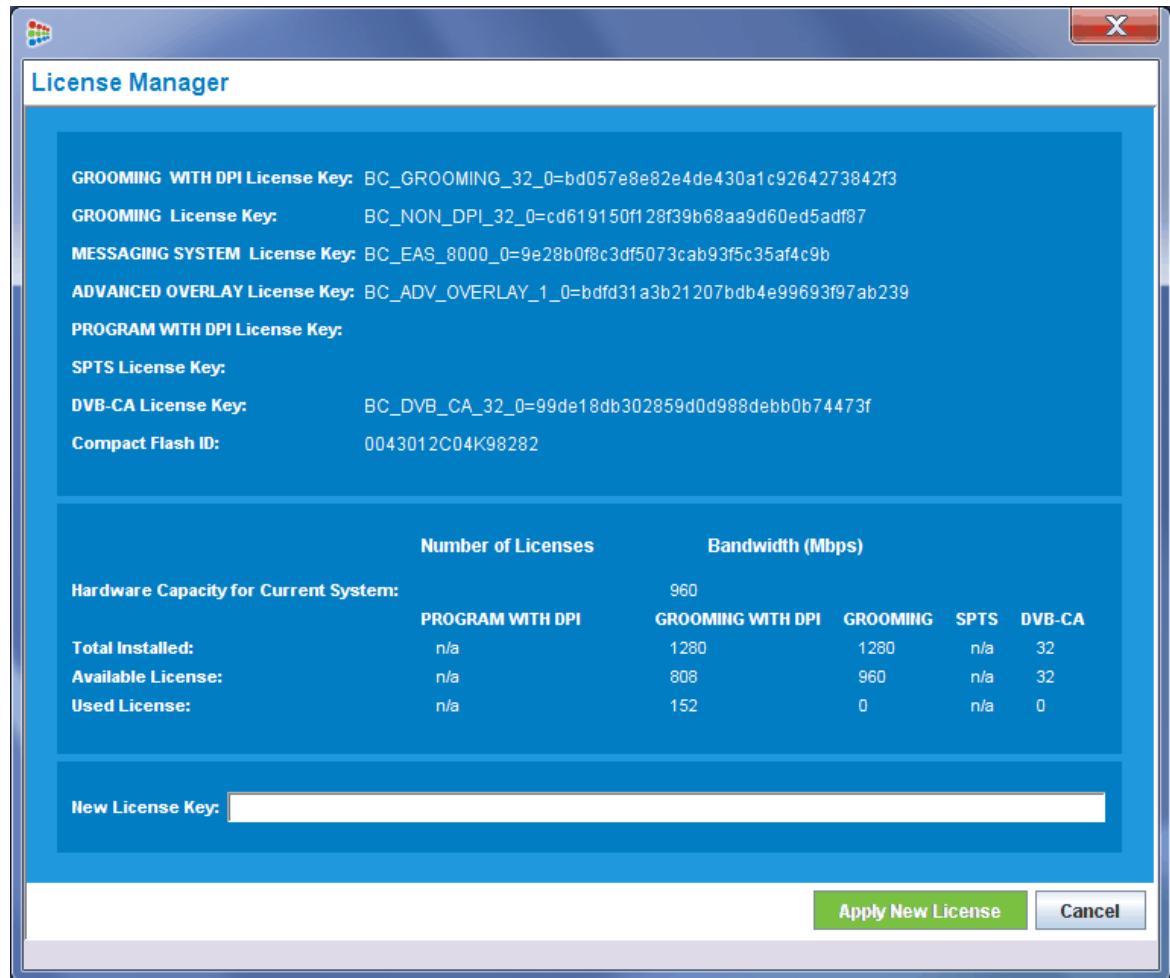 License Manager
GROOMING WITH DPI License Key: BC_GROOMING_32_0=bd057e8e82e4de430a1c9264273842f3
GROOMING License Key: BC_NON_DPI_32_0=cd619150f128f39b68aa9d60ed5adf87
MESSAGING SYSTEM License Key: BC_EAS_8000_0=9e28b0f8c3df5073cab93f5c35af4c9b
ADVANCED OVERLAY License Key: BC_ADV_OVERLAY_1_0=bdfd31a3b21207bdb4e99693f97ab239
PROGRAM WITH DPI License Key:
SPTS License Key:
DVB-CA License Key: BC_DVB_CA_32_0=99de18db302859d0d988debb0b74473f
Compact Flash ID: 0043012C04K98282
Number of Licenses Bandwidth (Mbps)
Hardware Capacity for Current System: 960
PROGRAM WITH DPI GROOMING WITH DPI GROOMING SPTS DVB-CA
Total Installed: n/a 1280 1280 n/a 32
Available License: n/a 808 960 n/a 32
Used License: n/a 152 0 n/a 0
New License Key:
Apply New License Cancel